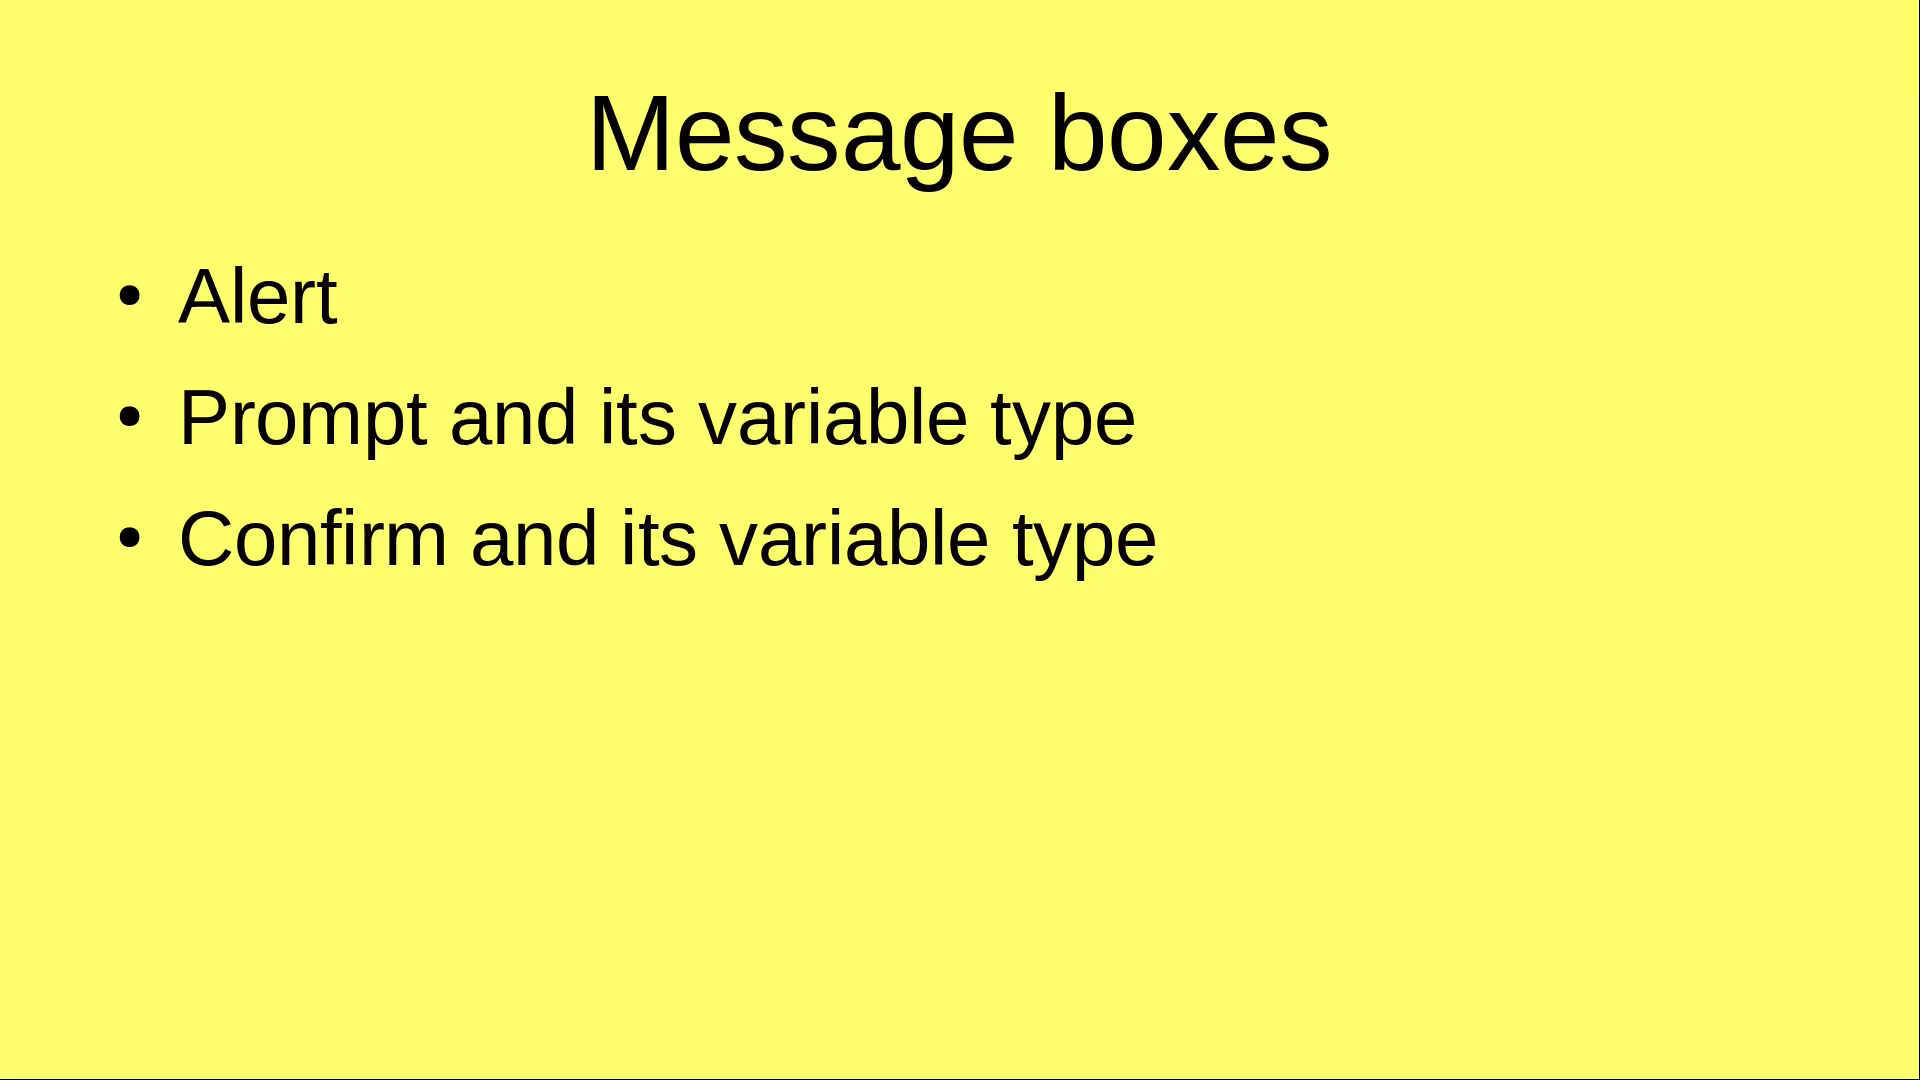 Message boxes
• Alert
• Prompt and its variable type
• Confirm and its variable type